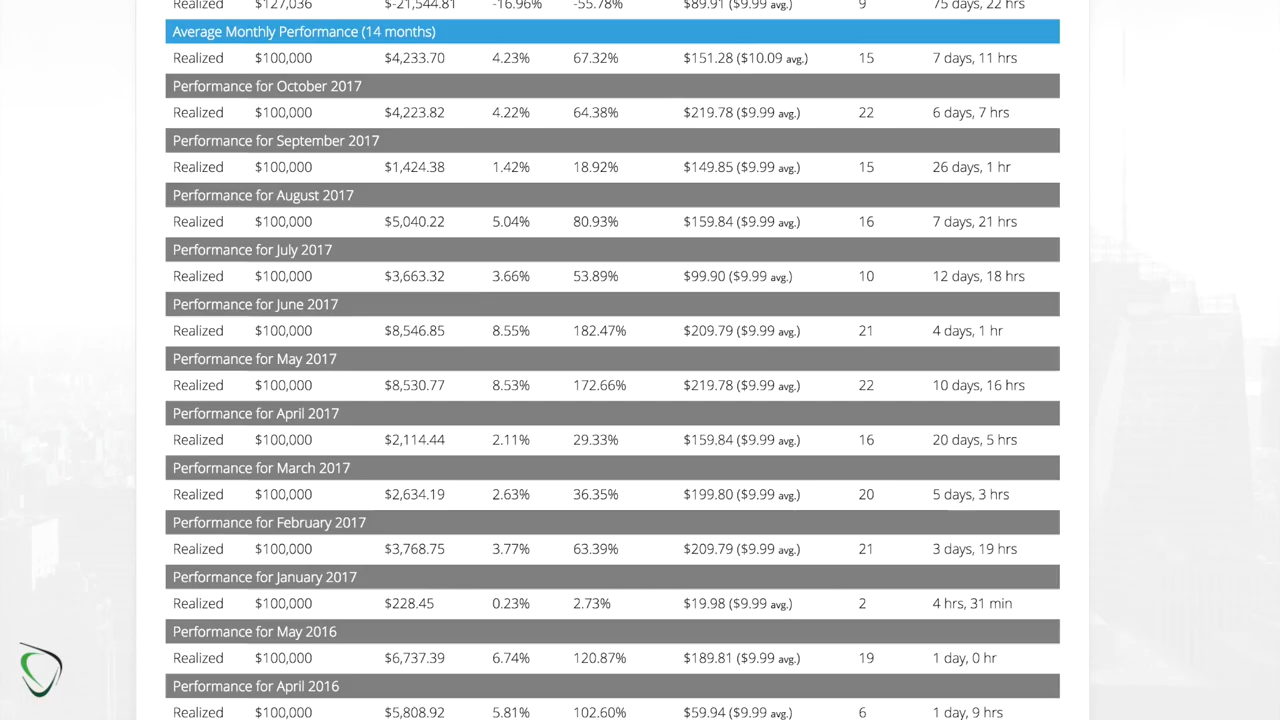 Realized $127,036 $-21,544.81 -16.96% -55.78% $89.91 ($9.99 avg.) 9 75 days, 22 hrs
Average Monthly Performance (14 months)
Realized $100,000 $4,233.70 4.23% 67.32% $151.28 ($10.09 avg.) 15 7 days, 11 hrs
Performance for October 2017
Realized $100,000 $4,223.82 4.22% 64.38% $219.78 ($9.99 avg.) 22 6 days, 7 hrs
Performance for September 2017
Realized $100,000 $1,424.38 1.42% 18.92% $149.85 ($9.99 avg.) 15 26 days, 1 hr
Performance for August 2017
Realized $100,000 $5,040.22 5.04% 80.93% $159.84 ($9.99 avg.) 16 7 days, 21 hrs
Performance for July 2017
Realized $100,000 $3,663.32 3.66% 53.89% $99.90 ($9.99 avg.) 10 12 days, 18 hrs
Performance for June 2017
Realized $100,000 $8,546.85 8.55% 182.47% $209.79 ($9.99 avg.) 21 4 days, 1 hr
Performance for May 2017
Realized $100,000 $8,530.77 8.53% 172.66% $219.78 ($9.99 avg.) 22 10 days, 16 hrs
Performance for April 2017
Realized $100,000 $2,114.44 2.11% 29.33% $159.84 ($9.99 avg.) 16 20 days, 5 hrs
Performance for March 2017
Realized $100,000 $2,634.19 2.63% 36.35% $199.80 ($9.99 avg.) 20 5 days, 3 hrs
Performance for February 2017
Realized $100,000 $3,768.75 3.77% 63.39% $209.79 ($9.99 avg.) 21 3 days, 19 hrs
Performance for January 2017
Realized $100,000 $228.45 0.23% 2.73% $19.98 ($9.99 avg.) 2 4 hrs, 31 min
Performance for May 2016
Realized $100,000 $6,737.39 6.74% 120.87% $189.81 ($9.99 avg.) 19 1 day, 0 hr
Performance for April 2016
Realized $100,000 $5,808.92 5.81% 102.60% $59.94 ($9.99 avg.) 6 1 day, 9 hrs